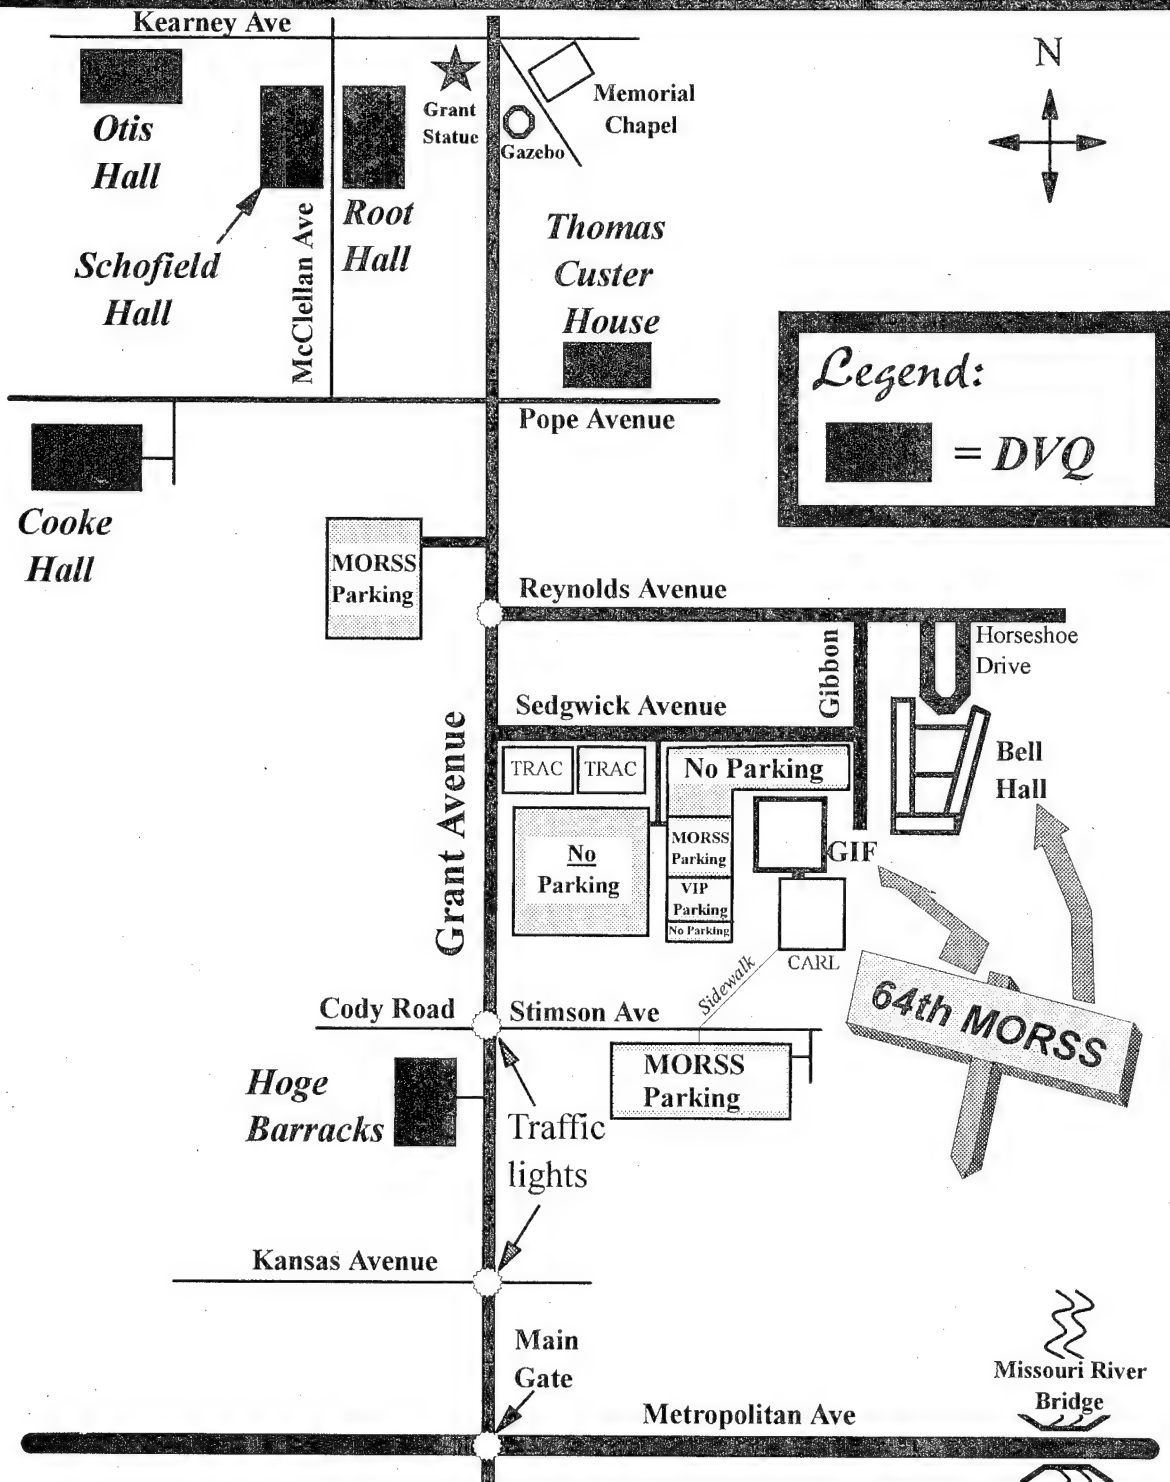 Kearney Ave
N
Otis
Hall
Grant
Statue
Gazebo
Memorial
Chapel
Schofield
Hall
McClellan Ave
Root
Hall
Thomas
Custer
House
Legend:
= DVQ
Pope Avenue
Cooke
Hall
MORSS
Parking
Reynolds Avenue
Horseshoe
Drive
Gibbon
Sedgwick Avenue
Grant Avenue
TRAC
TRAC
No Parking
Bell
Hall
No
Parking
MORSS
Parking
VIP
Parking
No Parking
GIF
CARL
Sidewalk
64th MORSS
Cody Road
Stimson Ave
MORSS
Parking
Hoge
Barracks
Traffic
lights
Kansas Avenue
Main
Gate
Missouri River
Bridge
Metropolitan Ave